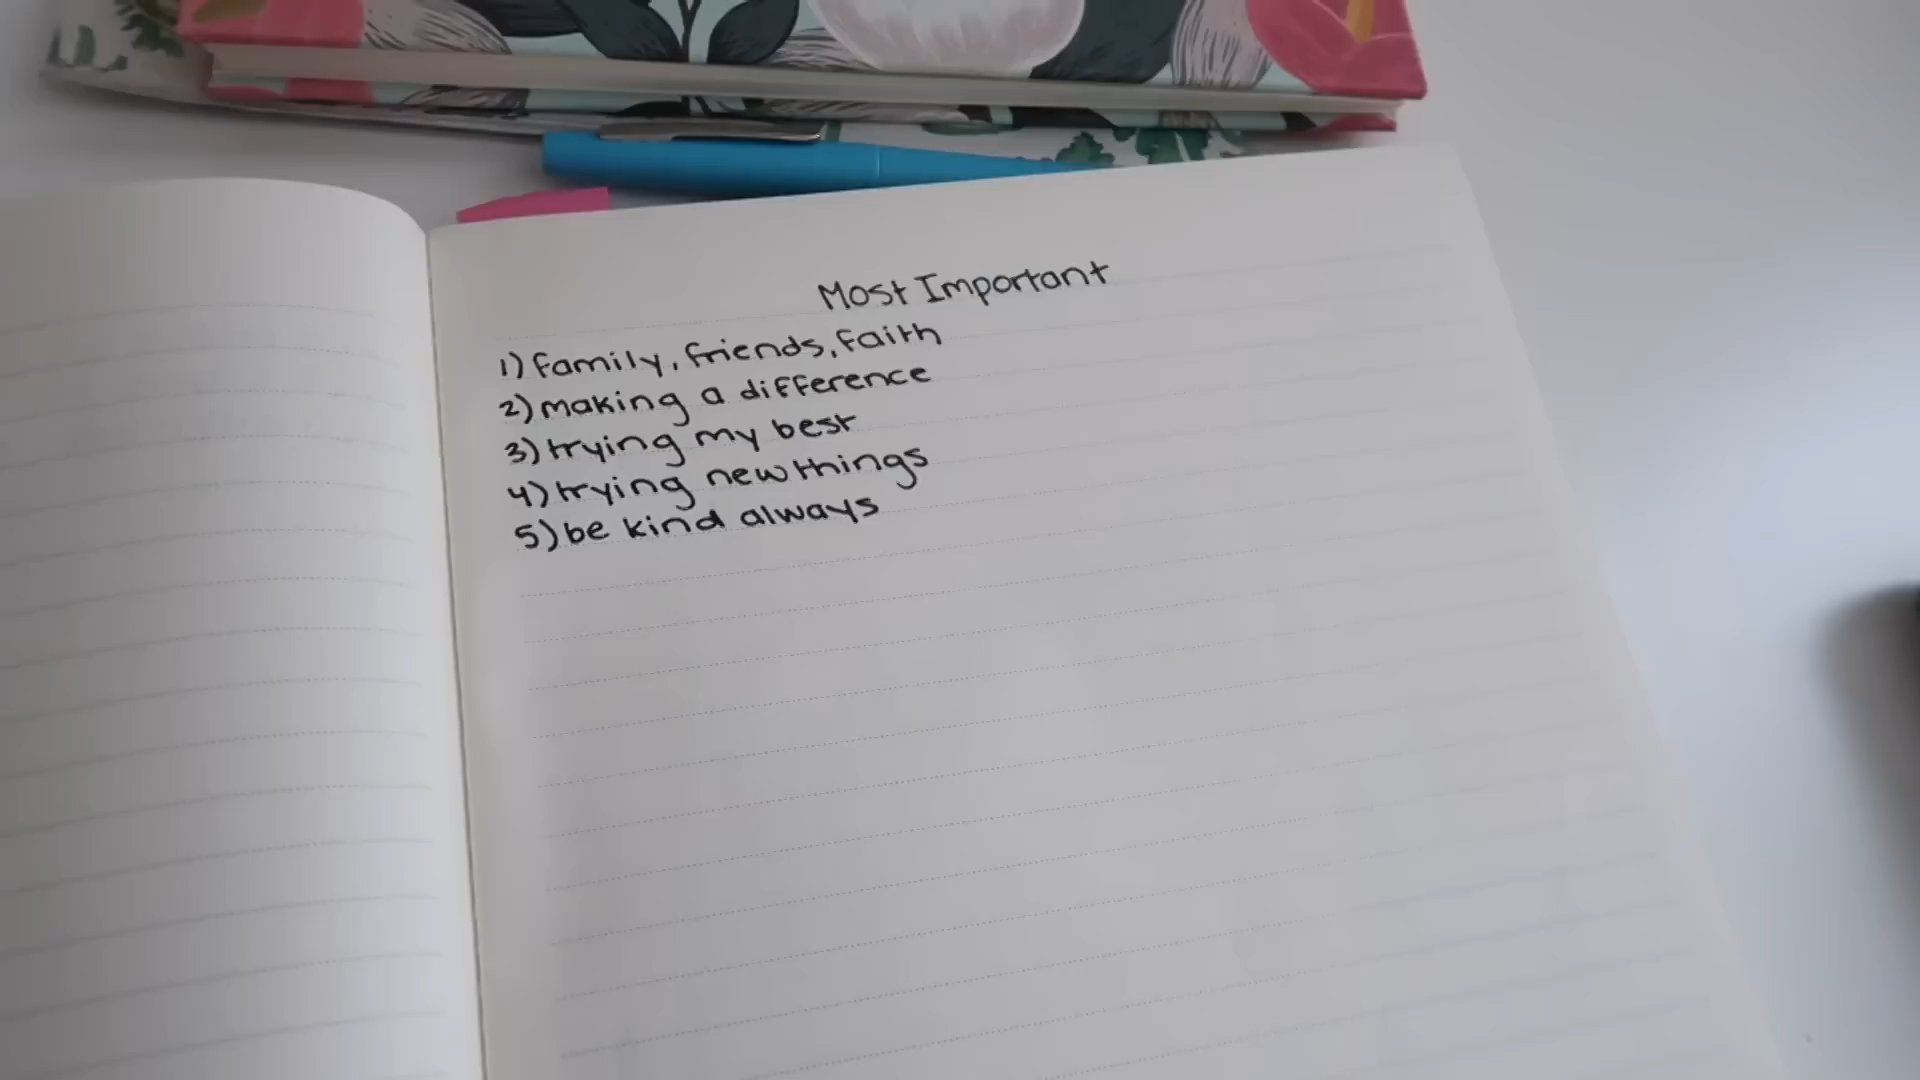 Most Important
1) family, friends, faith
2) making a difference
3) trying my best
4) trying new things
5) be kind always